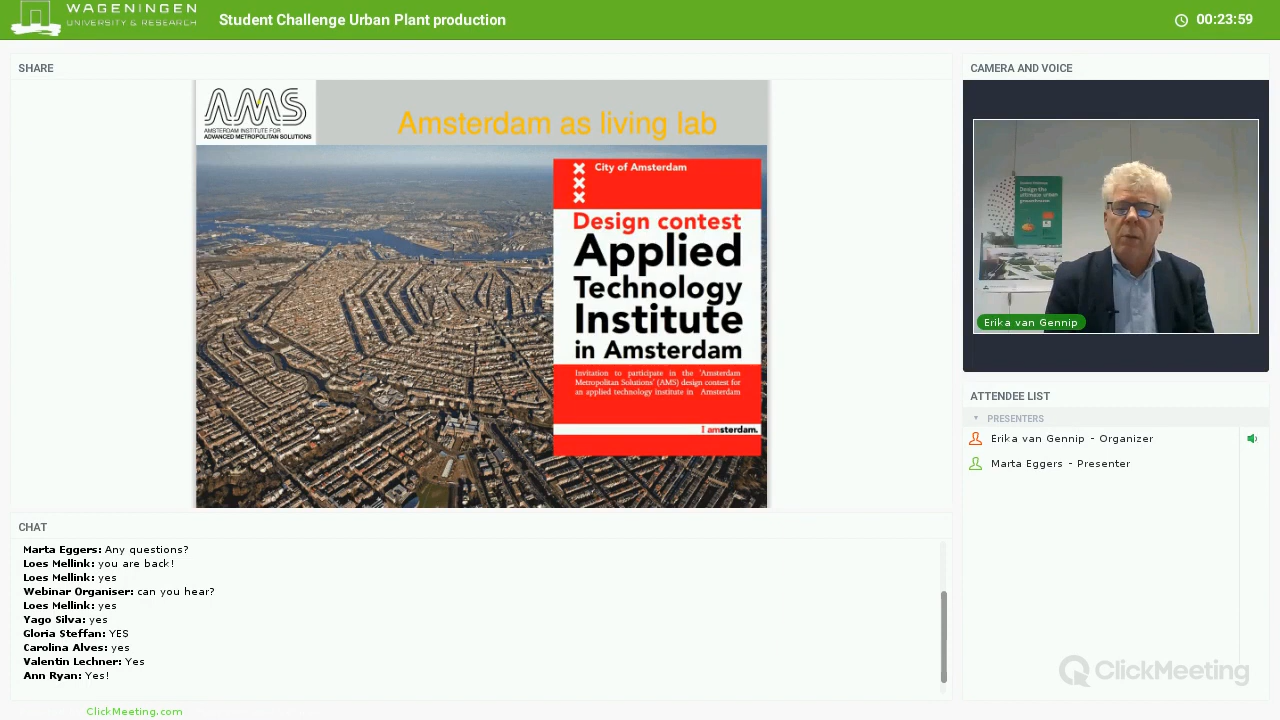 WAGENINGEN
UNIVERSITY & RESEARCH
Student Challenge Urban Plant production
00:23:59
SHARE
AMS
AMSTERDAM INSTITUTE FOR
ADVANCED METROPOLITAN SOLUTIONS
Amsterdam as living lab
City of Amsterdam
Design contest
Applied
Technology
Institute
in Amsterdam
Invitation to participate in the 'Amsterdam
Metropolitan Solutions' (AMS) design contest for
an applied technology institute in Amsterdam
I amsterdam.
CAMERA AND VOICE
Design the
ultimate urban
greenhouse
Erika van Gennip
ATTENDEE LIST
PRESENTERS
Erika van Gennip - Organizer
Marta Eggers - Presenter
CHAT
Marta Eggers: Any questions?
Loes Mellink: you are back!
Loes Mellink: yes
Webinar Organiser: can you hear?
Loes Mellink: yes
Yago Silva: yes
Gloria Steffan: YES
Carolina Alves: yes
Valentin Lechner: Yes
Ann Ryan: Yes!
ClickMeeting
ClickMeeting.com